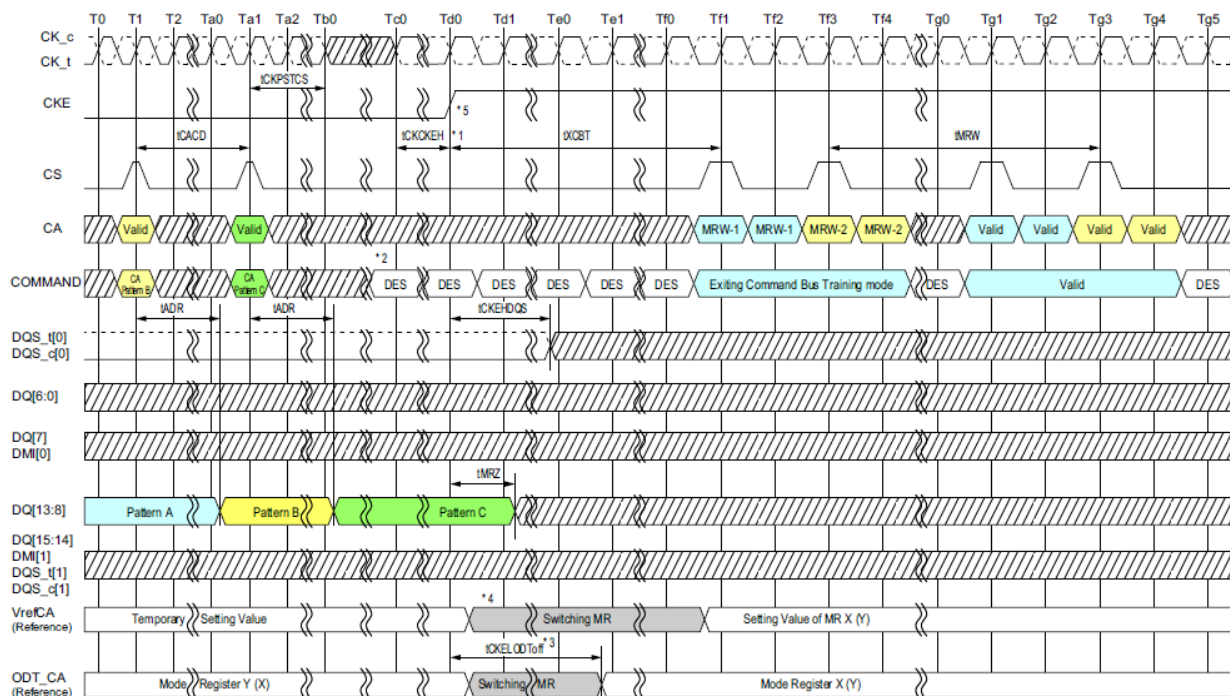 T0 T1 T2 Ta0 Ta1 Ta2 Tb0 Tc0 Td0 Td1 Te0 Te1 Tf0 Tf1 Tf2 Tf3 Tf4 Tg0 Tg1 Tg2 Tg3 Tg4 Tg5
CK_c
CK_t
tCKPSTCS
CKE
*5
tCACD tCKCKEH *1 tXCBT tMRW
CS
CA Valid Valid MRW-1 MRW-1 MRW-2 MRW-2 Valid Valid Valid Valid
*2
COMMAND CA Pattern B CA Pattern C DES DES DES DES DES DES Exiting Command Bus Training mode DES Valid DES
tADR tADR tCKEHDQS
DQS_t[0]
DQS_c[0]
DQ[6:0]
DQ[7]
DMI[0]
tMRZ
DQ[13:8] Pattern A Pattern B Pattern C
DQ[15:14]
DMI[1]
DQS_t[1]
DQS_c[1]
*4
VrefCA Temporary Setting Value Switching MR Setting Value of MR X (Y)
(Reference)
tCKELODToff *3
ODT_CA Mode Register Y (X) Switching MR Mode Register X (Y)
(Reference)